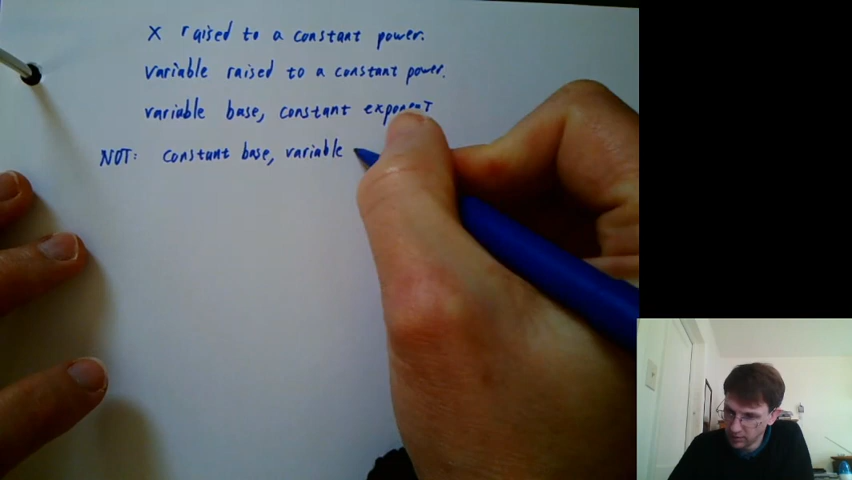 x raised to a constant power.
variable raised to a constant power.
variable base, constant exponent
NOT: constant base, variable